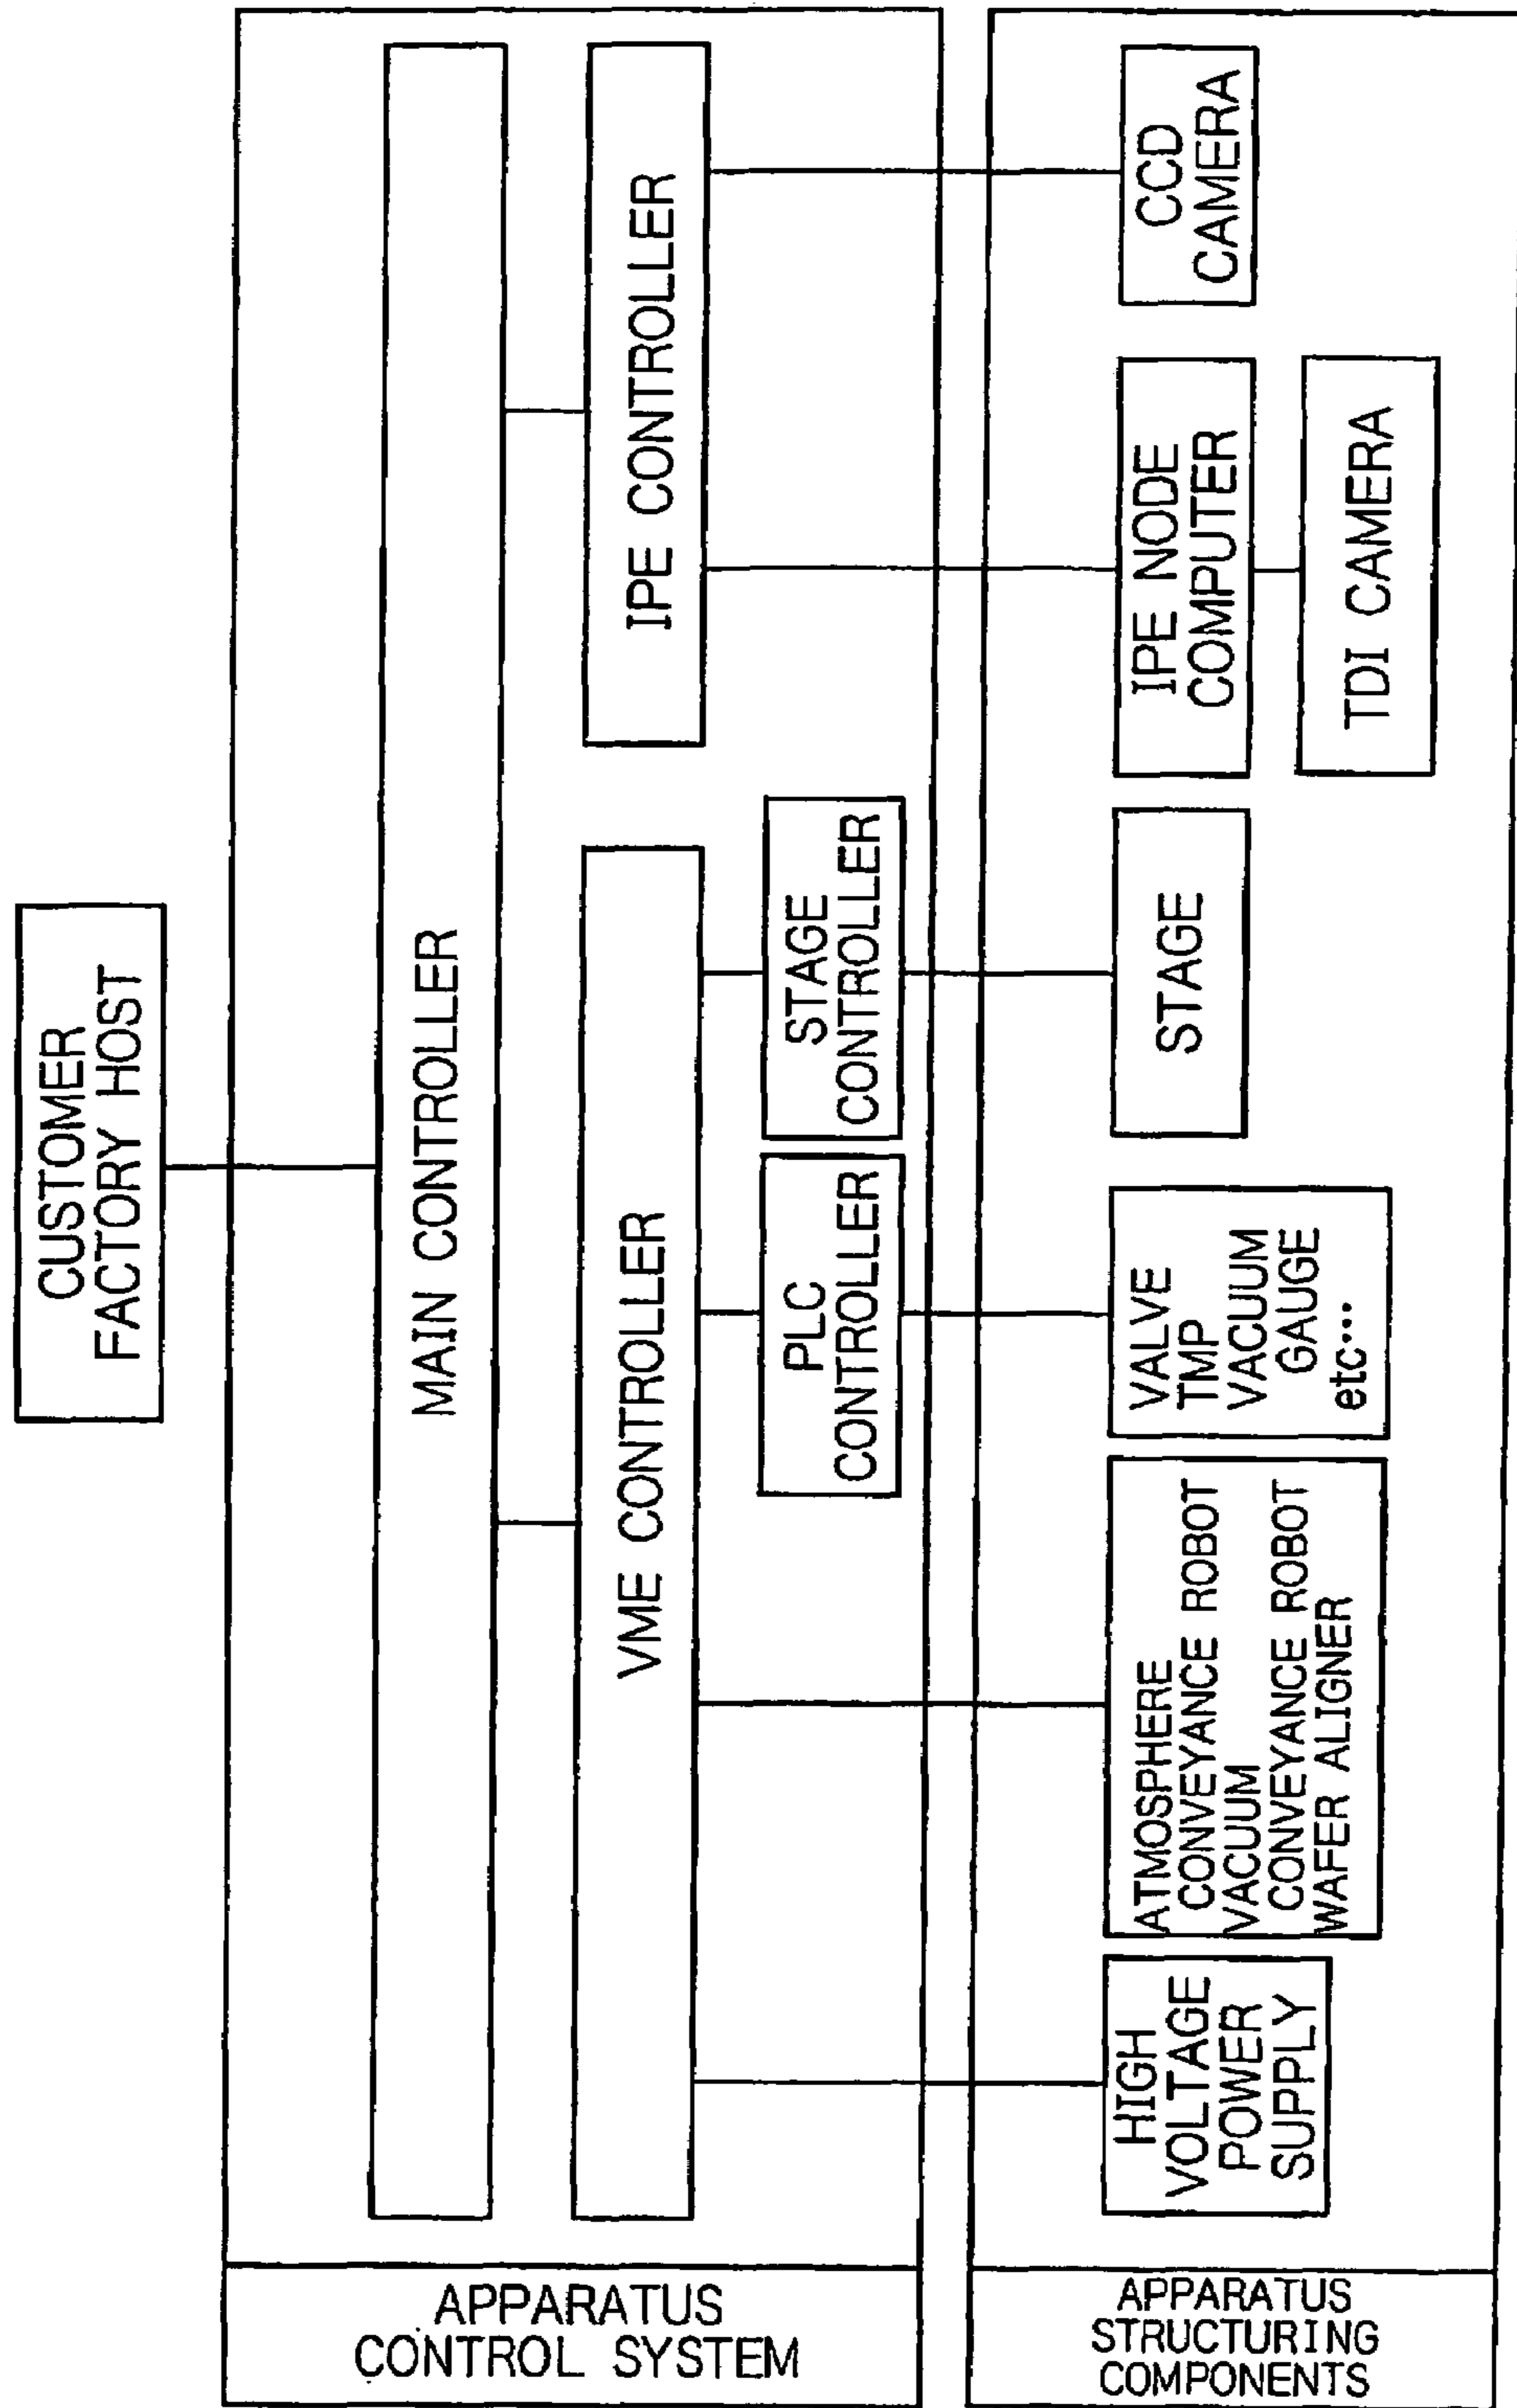 CUSTOMER
FACTORY HOST
APPARATUS
CONTROL SYSTEM
MAIN CONTROLLER
VME CONTROLLER
IPE CONTROLLER
PLC
CONTROLLER
STAGE
CONTROLLER
APPARATUS
STRUCTURING
COMPONENTS
HIGH
VOLTAGE
POWER
SUPPLY
ATMOSPHERE
CONVEYANCE ROBOT
VACUUM
CONVEYANCE ROBOT
WAFER ALIGNER
VALVE
TMP
VACUUM
GAUGE
etc···
STAGE
IPE NODE
COMPUTER
TDI CAMERA
CCD
CAMERA